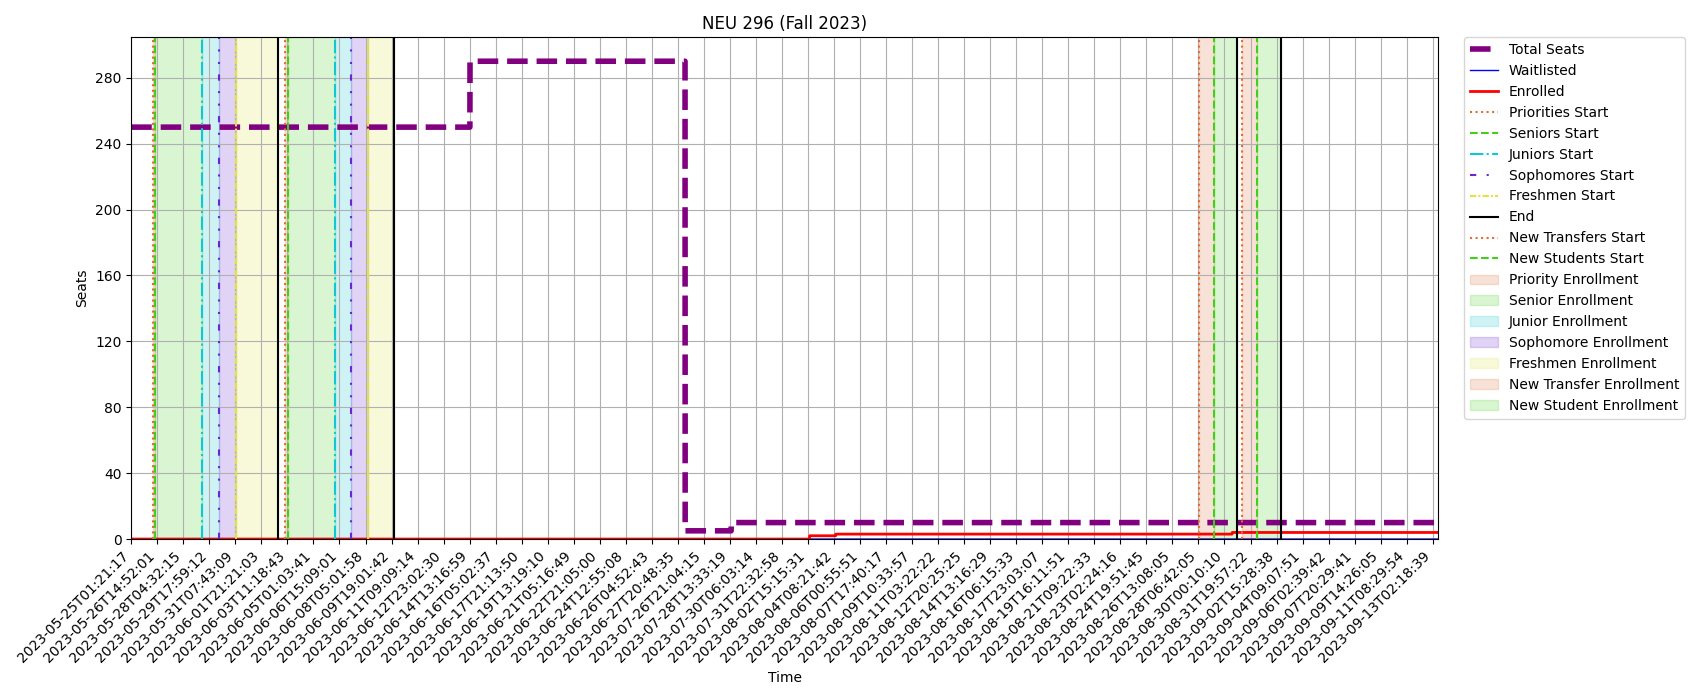 NEU 296 (Fall 2023)
Seats
280
240
200
160
120
80
40
0
2023-05-25T01:21:17
2023-05-26T14:52:01
2023-05-28T04:32:15
2023-05-29T17:59:12
2023-05-31T07:43:09
2023-06-01T21:21:03
2023-06-03T11:18:43
2023-06-05T01:03:41
2023-06-06T15:09:01
2023-06-08T05:01:58
2023-06-09T19:01:42
2023-06-11T09:09:14
2023-06-12T23:02:30
2023-06-14T13:16:59
2023-06-16T05:02:37
2023-06-17T21:13:50
2023-06-19T13:19:10
2023-06-21T05:16:49
2023-06-22T21:05:00
2023-06-24T12:55:08
2023-06-26T04:52:43
2023-06-27T20:48:35
2023-07-26T21:04:15
2023-07-28T13:33:19
2023-07-30T06:03:14
2023-07-31T22:32:58
2023-08-02T15:15:31
2023-08-04T08:21:42
2023-08-06T00:55:51
2023-08-07T17:40:17
2023-08-09T10:33:57
2023-08-11T03:22:22
2023-08-12T20:25:25
2023-08-14T13:16:29
2023-08-16T06:15:33
2023-08-17T23:03:07
2023-08-19T16:11:51
2023-08-21T09:22:33
2023-08-23T02:24:16
2023-08-24T19:51:45
2023-08-26T13:08:05
2023-08-28T06:42:05
2023-08-30T00:10:10
2023-08-31T19:57:22
2023-09-02T15:28:38
2023-09-04T09:07:51
2023-09-06T02:39:42
2023-09-07T20:29:41
2023-09-09T14:26:05
2023-09-11T08:29:54
2023-09-13T02:18:39
Time
Total Seats
Waitlisted
Enrolled
Priorities Start
Seniors Start
Juniors Start
Sophomores Start
Freshmen Start
End
New Transfers Start
New Students Start
Priority Enrollment
Senior Enrollment
Junior Enrollment
Sophomore Enrollment
Freshmen Enrollment
New Transfer Enrollment
New Student Enrollment